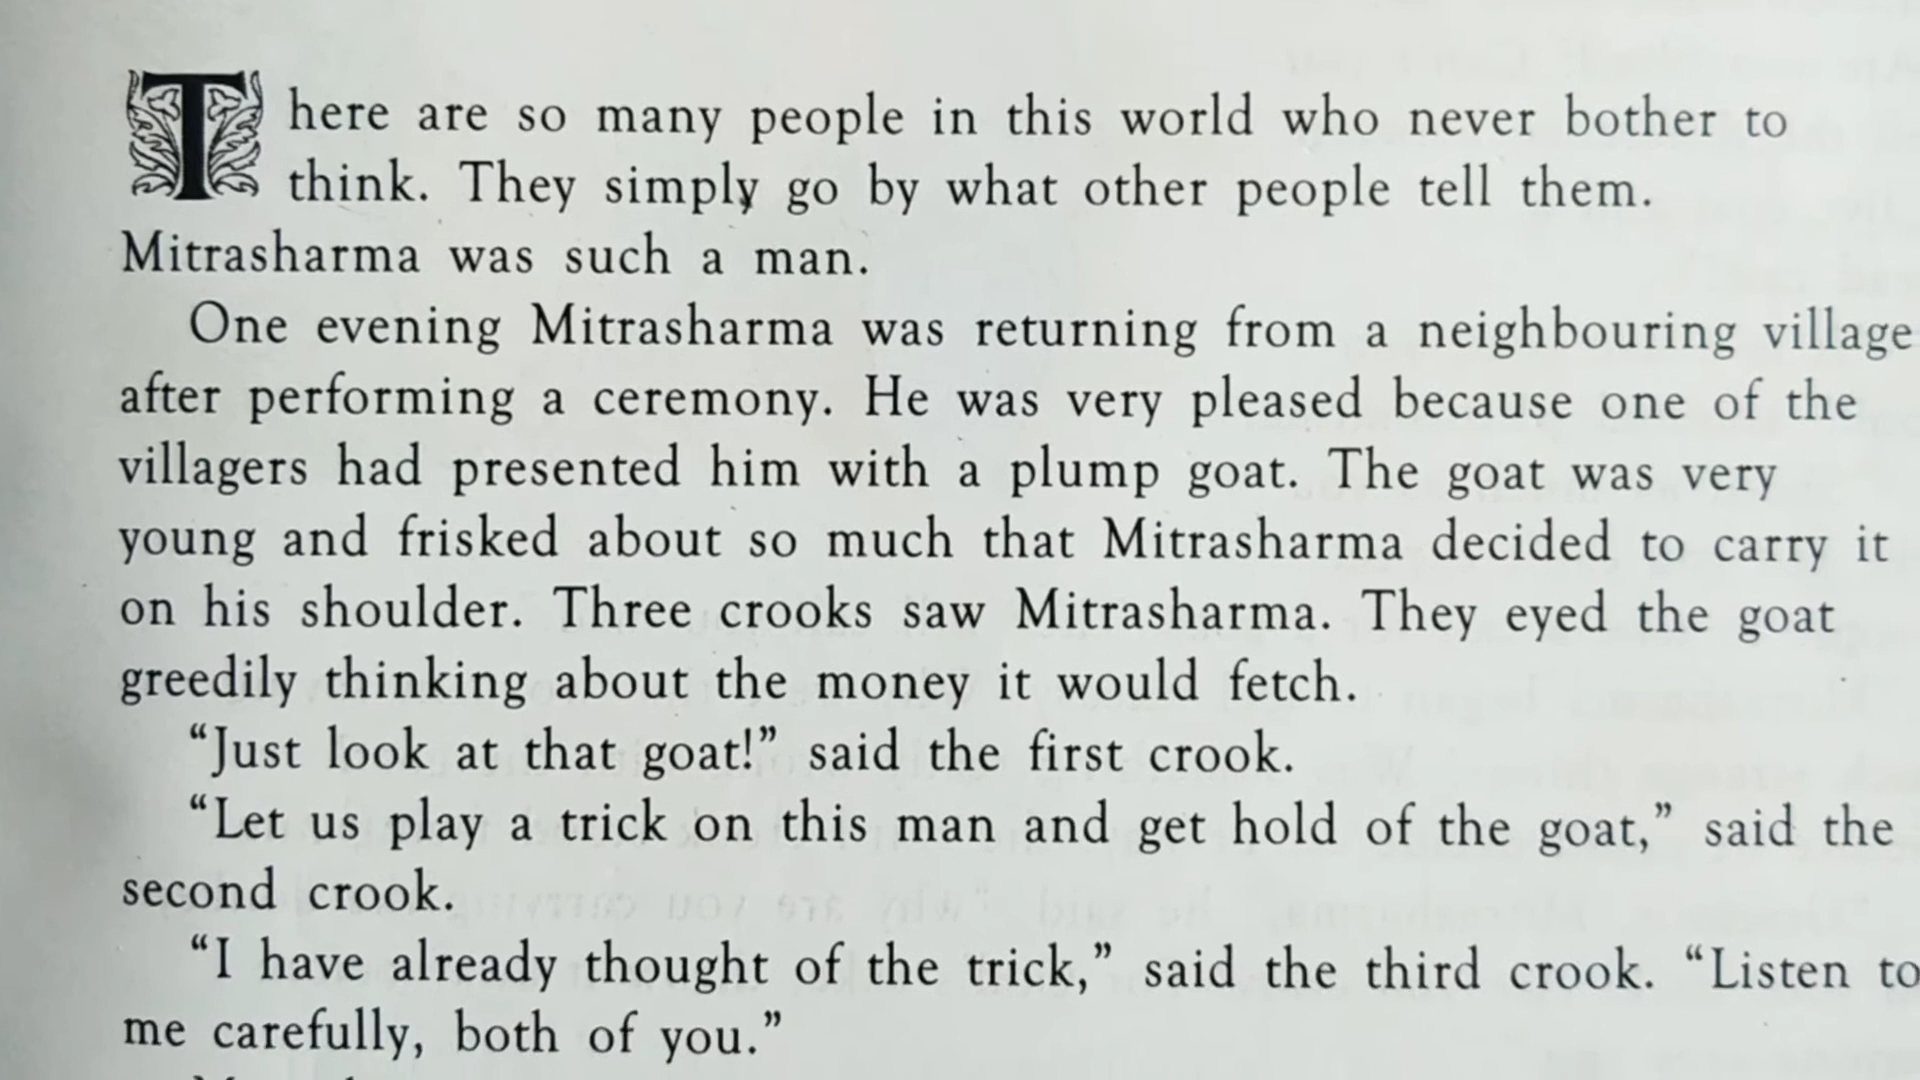 There are so many people in this world who never bother to
think. They simply go by what other people tell them.
Mitrasharma was such a man.
One evening Mitrasharma was returning from a neighbouring village
after performing a ceremony. He was very pleased because one of the
villagers had presented him with a plump goat. The goat was very
young and frisked about so much that Mitrasharma decided to carry it
on his shoulder. Three crooks saw Mitrasharma. They eyed the goat
greedily thinking about the money it would fetch.
“Just look at that goat!” said the first crook.
“Let us play a trick on this man and get hold of the goat,” said the
second crook.
“I have already thought of the trick,” said the third crook. “Listen to
me carefully, both of you.”